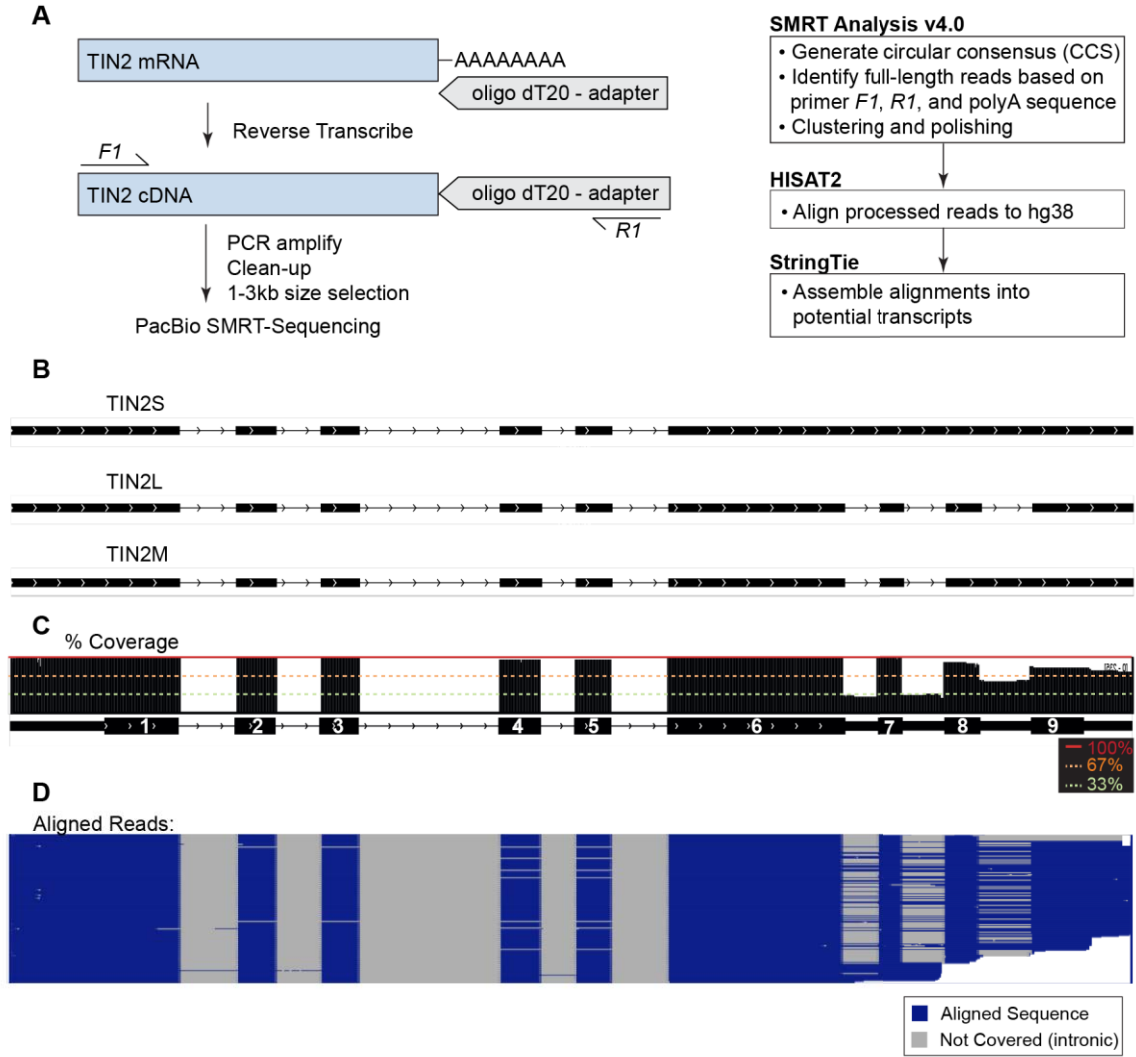 A
TIN2 mRNA
AAAAAAAA
oligo dT20 - adapter
Reverse Transcribe
F1
TIN2 cDNA
oligo dT20 - adapter
R1
PCR amplify
Clean-up
1-3kb size selection
PacBio SMRT-Sequencing
SMRT Analysis v4.0
• Generate circular consensus (CCS)
• Identify full-length reads based on
primer F1, R1, and polyA sequence
• Clustering and polishing
HISAT2
• Align processed reads to hg38
StringTie
• Assemble alignments into
potential transcripts
B
TIN2S
TIN2L
TIN2M
C
% Coverage
1 2 3 4 5 6 7 8 9
100%
67%
33%
D
Aligned Reads:
Aligned Sequence
Not Covered (intronic)